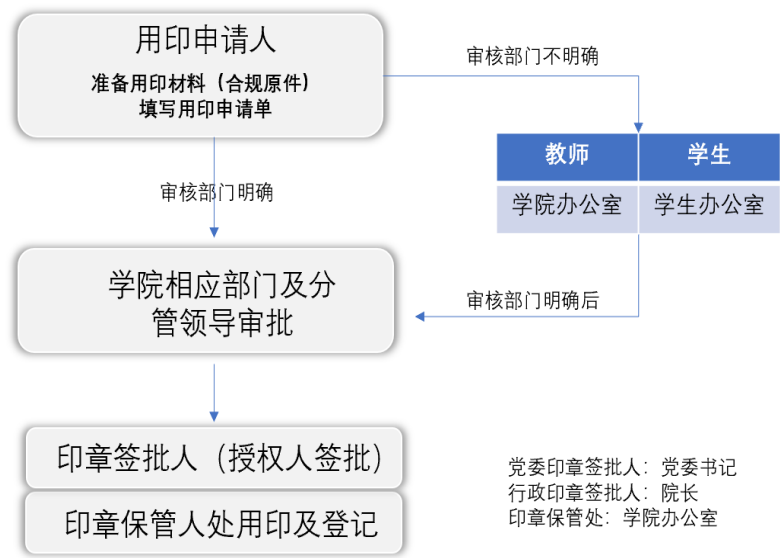 用印申请人
准备用印材料（合规原件）
填写用印申请单
审核部门不明确
教师 学生
学院办公室 学生办公室
审核部门明确
学院相应部门及分
管领导审批
审核部门明确后
印章签批人（授权人签批）
印章保管人处用印及登记
党委印章签批人：党委书记
行政印章签批人：院长
印章保管处：学院办公室